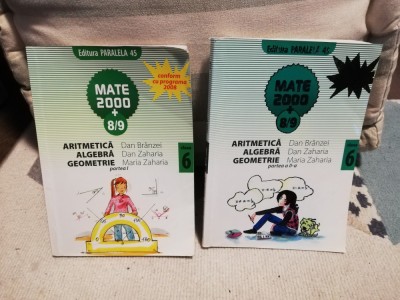 Editura PARALELA 45
conform
cu programa
2008
MATE
2000
+
8/9
ARITMETICĂ
ALGEBRĂ
GEOMETRIE
partea I
Dan Brânzei
Dan Zaharia
Maria Zaharia
clasa
6
Editura PARALELA 45
MATE
2000
+
8/9
ARITMETICĂ
ALGEBRĂ
GEOMETRIE
partea a II-a
Dan Brânzei
Dan Zaharia
Maria Zaharia
6